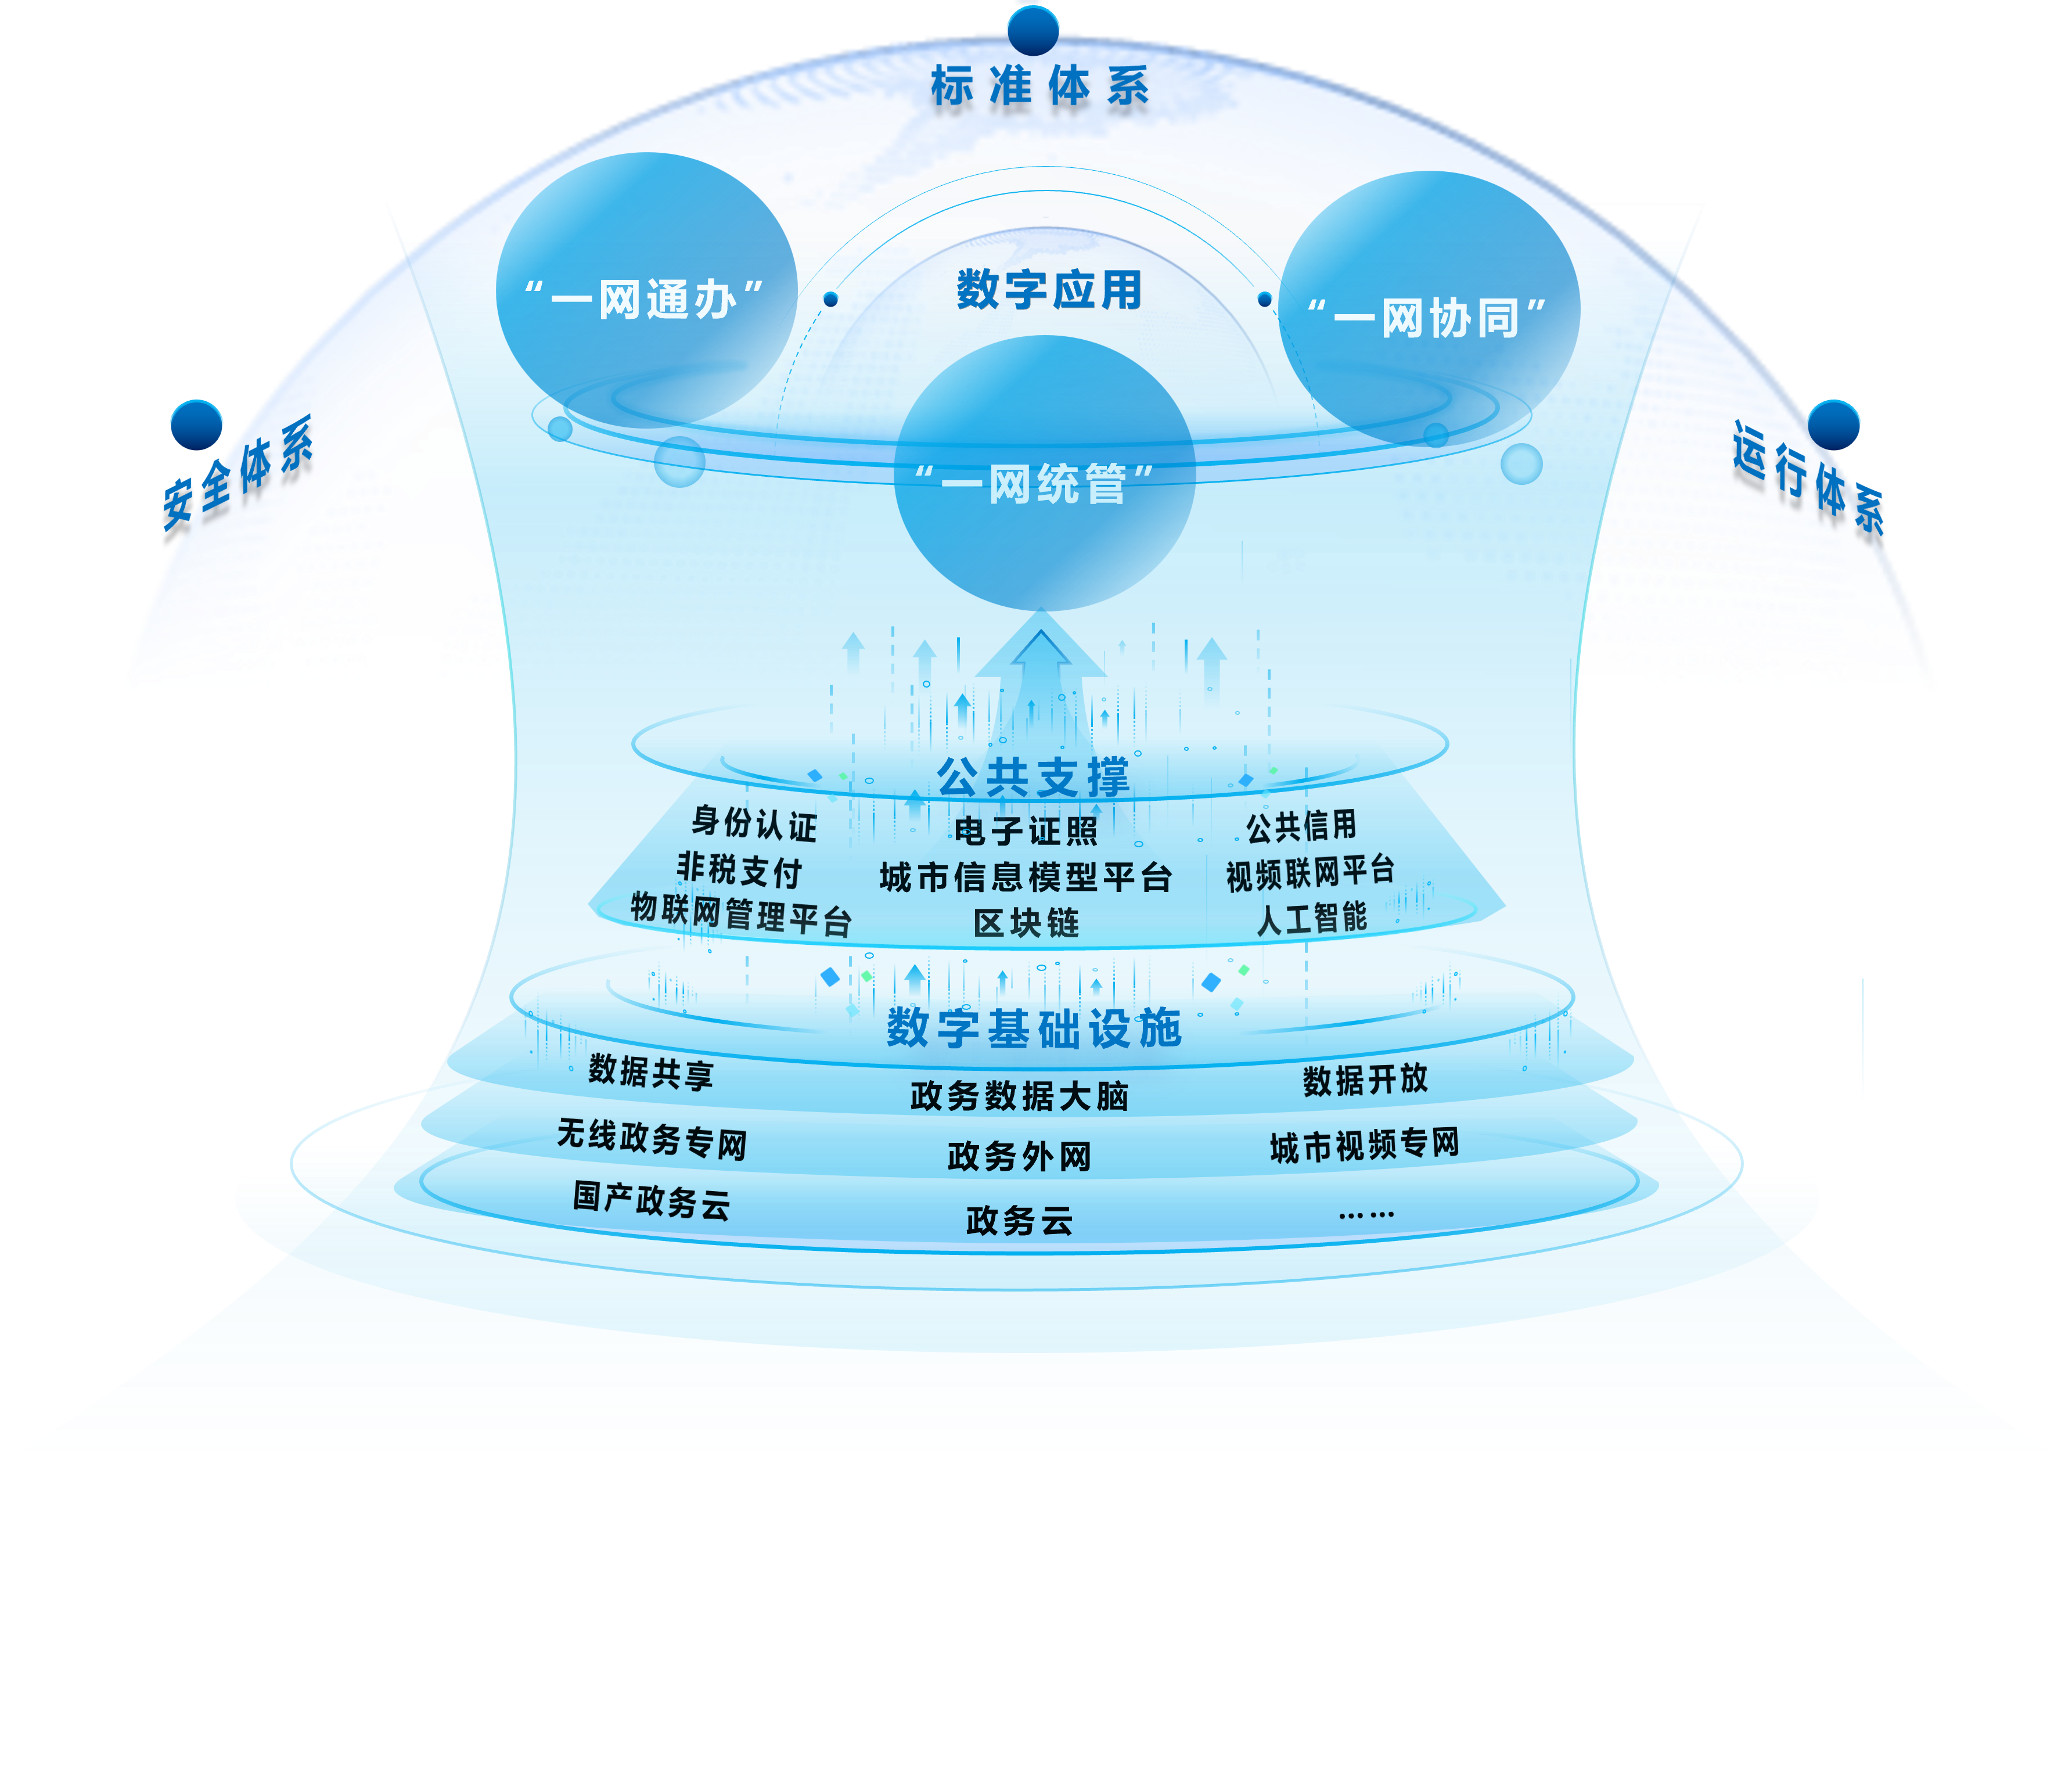 标准体系
“一网通办”
数字应用
“一网协同”
“一网统管”
安全体系
运行体系
公共支撑
身份认证
电子证照
公共信用
非税支付
城市信息模型平台
视频联网平台
物联网管理平台
区块链
人工智能
数字基础设施
数据共享
政务数据大脑
数据开放
无线政务专网
政务外网
城市视频专网
国产政务云
政务云
……